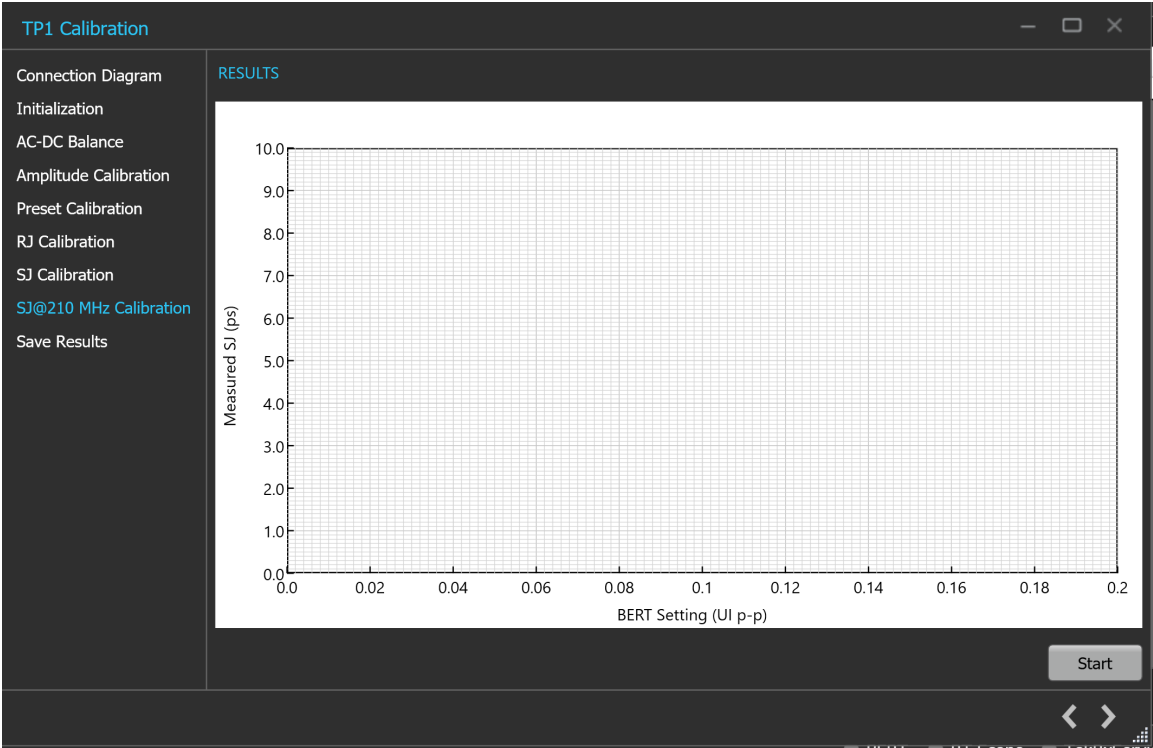 TP1 Calibration
Connection Diagram
Initialization
AC-DC Balance
Amplitude Calibration
Preset Calibration
RJ Calibration
SJ Calibration
SJ@210 MHz Calibration
Save Results
RESULTS
Measured SJ (ps)
10.0
9.0
8.0
7.0
6.0
5.0
4.0
3.0
2.0
1.0
0.0
0.0 0.02 0.04 0.06 0.08 0.1 0.12 0.14 0.16 0.18 0.2
BERT Setting (UI p-p)
Start